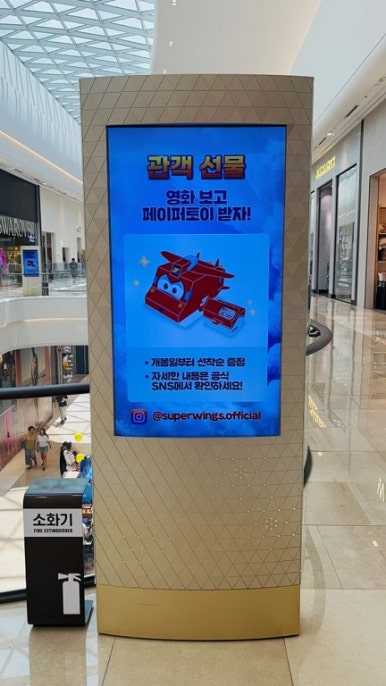 관객 선물
영화 보고
페이퍼토이 받자!
• 개봉일부터 선착순 증정
• 자세한 내용은 공식
SNS에서 확인하세요!
@superwings.official
소화기
FIRE EXTINGUISHER
SWAROVSKI